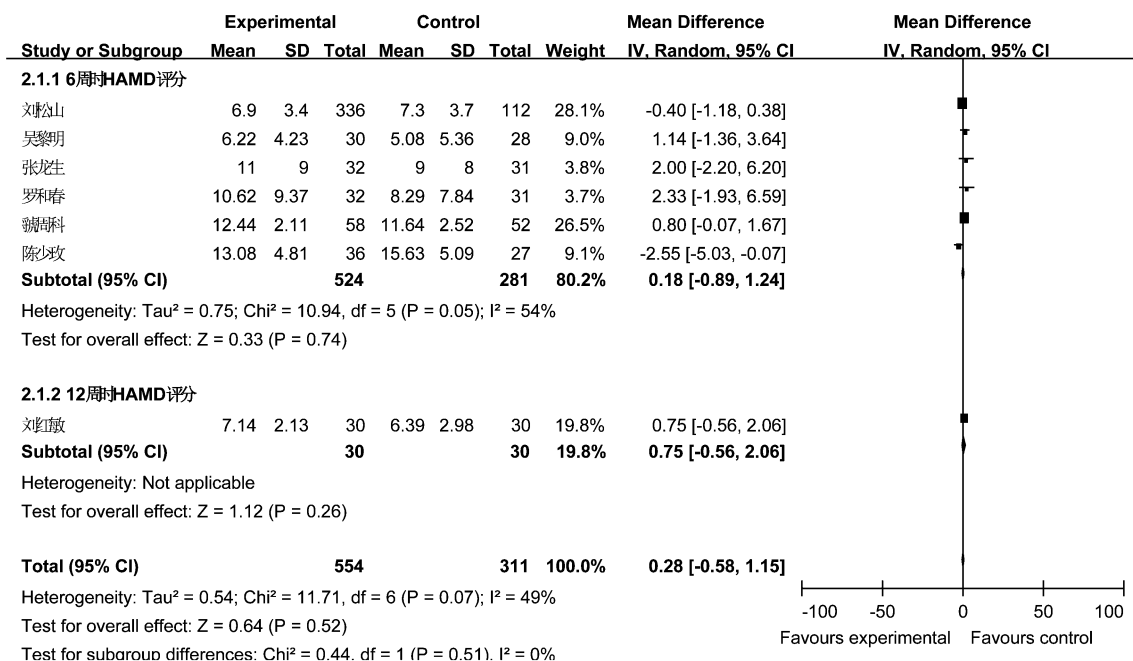 Experimental Control Mean Difference Mean Difference
Study or Subgroup Mean SD Total Mean SD Total Weight IV, Random, 95% CI IV, Random, 95% CI
2.1.1 6周时HAMD评分
刘松山 6.9 3.4 336 7.3 3.7 112 28.1% -0.40 [-1.18, 0.38]
吴黎明 6.22 4.23 30 5.08 5.36 28 9.0% 1.14 [-1.36, 3.64]
张龙生 11 9 32 9 8 31 3.8% 2.00 [-2.20, 6.20]
罗和春 10.62 9.37 32 8.29 7.84 31 3.7% 2.33 [-1.93, 6.59]
12.44 2.11 58 11.64 2.52 52 26.5% 0.80 [-0.07, 1.67]
陈少玫 13.08 4.81 36 15.63 5.09 27 9.1% -2.55 [-5.03, -0.07]
Subtotal (95% CI) 524 281 80.2% 0.18 [-0.89, 1.24]
Heterogeneity: Tau² = 0.75; Chi² = 10.94, df = 5 (P = 0.05); I² = 54%
Test for overall effect: Z = 0.33 (P = 0.74)
2.1.2 12周时HAMD评分
刘红敏 7.14 2.13 30 6.39 2.98 30 19.8% 0.75 [-0.56, 2.06]
Subtotal (95% CI) 30 30 19.8% 0.75 [-0.56, 2.06]
Heterogeneity: Not applicable
Test for overall effect: Z = 1.12 (P = 0.26)
Total (95% CI) 554 311 100.0% 0.28 [-0.58, 1.15]
Heterogeneity: Tau² = 0.54; Chi² = 11.71, df = 6 (P = 0.07); I² = 49%
Test for overall effect: Z = 0.64 (P = 0.52)
Test for subgroup differences: Chi² = 0.44, df = 1 (P = 0.51), I² = 0%
-100 -50 0 50 100
Favours experimental Favours control